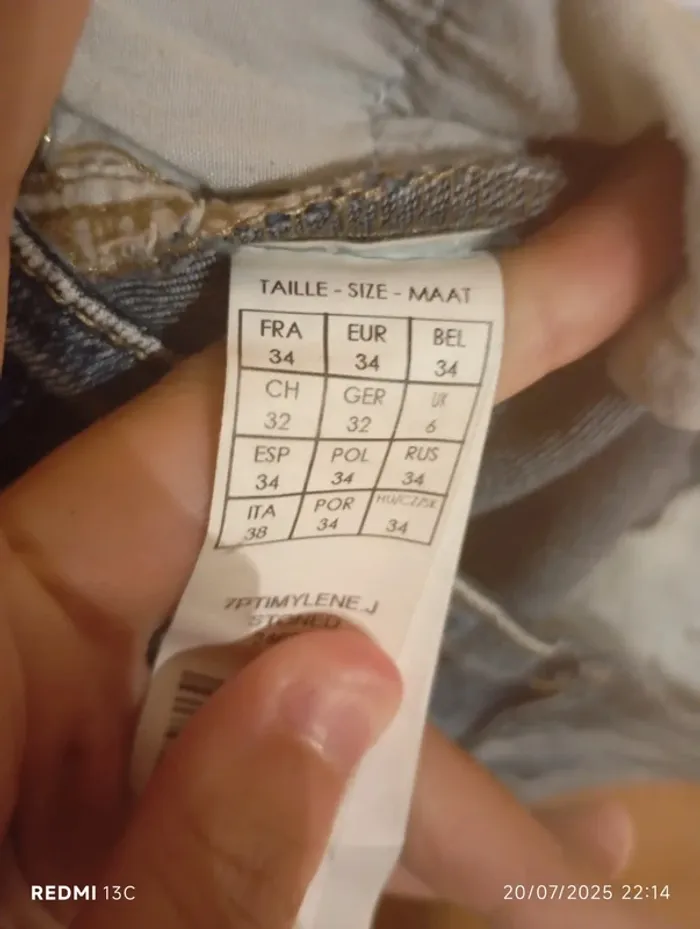 TAILLE - SIZE - MAAT
FRA EUR BEL
34 34 34
CH GER UK
32 32 6
ESP POL RUS
34 34 34
ITA POR HU/CZ/SK
38 34 34
7PTIMYLENEJ
STONED
REDMI 13C
20/07/2025 22:14